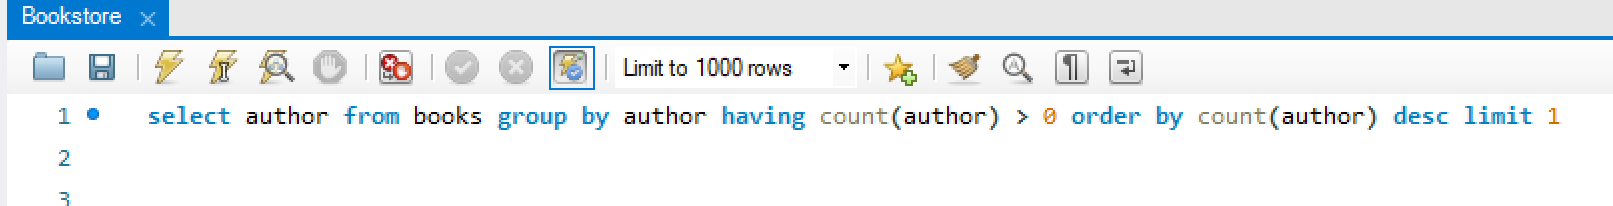 Bookstore
Limit to 1000 rows
1 select author from books group by author having count(author) > 0 order by count(author) desc limit 1
2
3